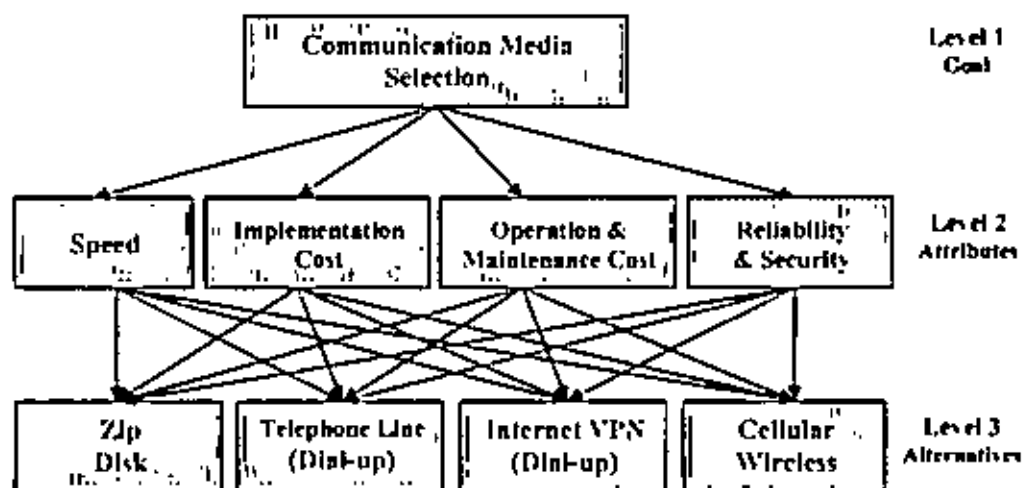 Communication Media
Selection
Level 1
Goal
Speed
Implementation
Cost
Operation &
Maintenance Cost
Reliability
& Security
Level 2
Attributes
Zip
Disk
Telephone Line
(Dial-up)
Internet VPN
(Dial-up)
Cellular
Wireless
Level 3
Alternatives